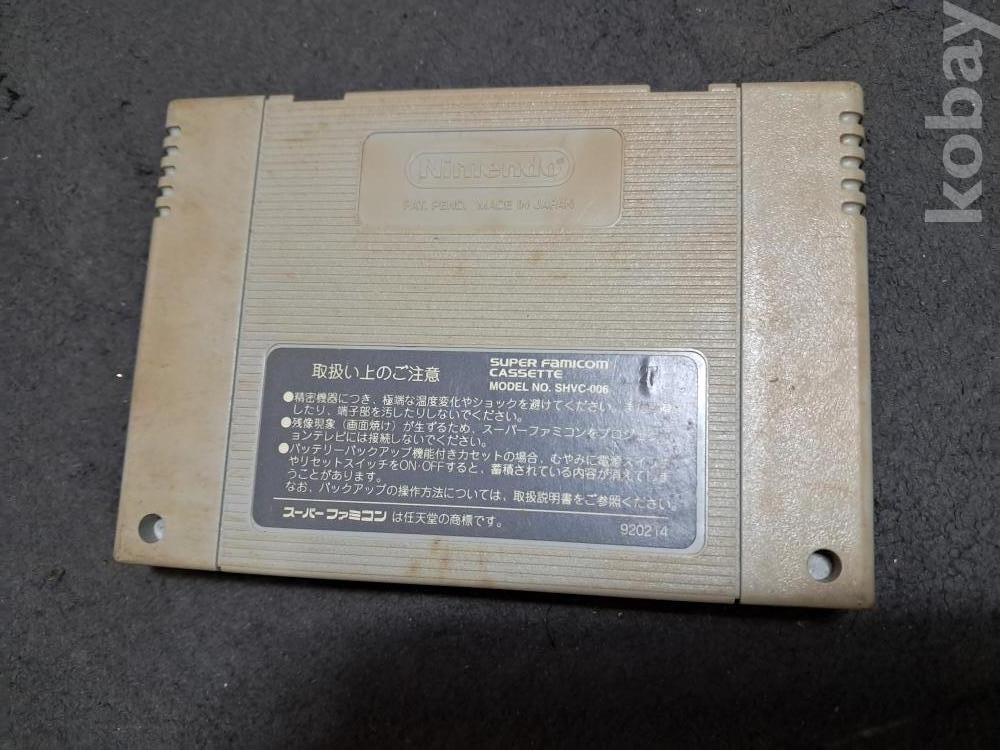 Nintendo®
PAT. PEND. MADE IN JAPAN
取扱い上のご注意
SUPER FAMICOM
CASSETTE
MODEL NO. SHVC-006
●精密機器につき、極端な温度変化やショックを避けてください。また
したり、端子部を汚したりしないでください。
●残像現象(画面焼け)が生ずるため、スーパーファミコンをプロジェ
ョンテレビには接続しないでください。
●バッテリーバックアップ機能付きカセットの場合、むやみに電源スイッ
やリセットスイッチをON・OFFすると、蓄積されている内容が消えてしま
うことがあります。
なお、バックアップの操作方法については、取扱説明書をご参照ください。
スーパーファミコン は任天堂の商標です。
920214
kobay